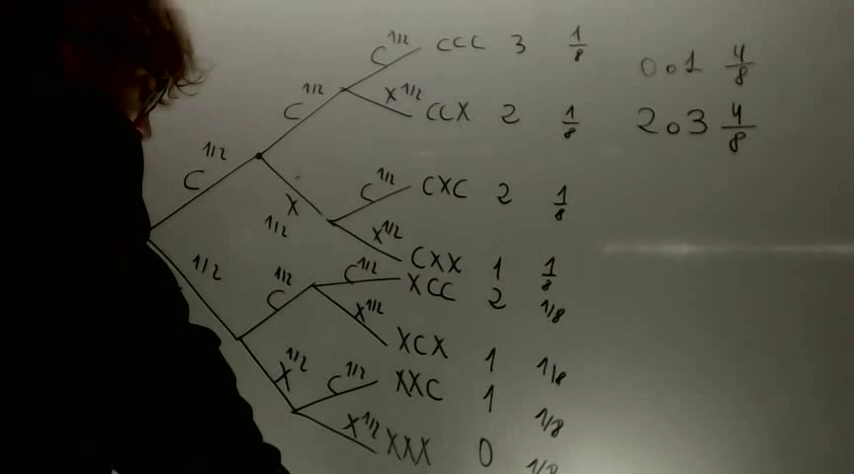 C 1/2 CCC 3 1/8
0 o 1 4/8
C 1/2 X 1/2 CCX 2 1/8
2 o 3 4/8
C 1/2
C 1/2 CXC 2 1/8
X 1/2
X 1/2 CXX 1 1/8
1/2 C 1/2 C 1/2 XCC 2 1/8
X 1/2 XCX 1 1/8
X 1/2 C 1/2 XXC 1 1/8
X 1/2 XXX 0 1/8